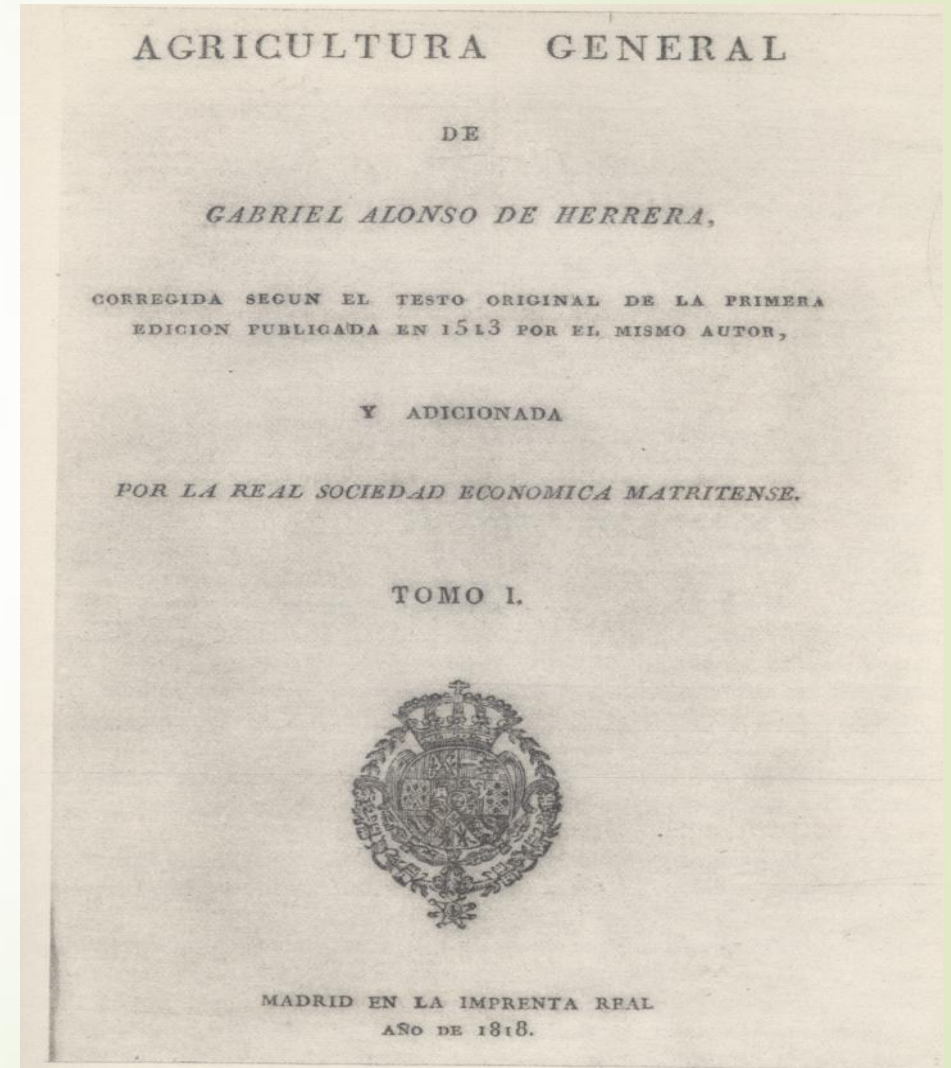 AGRICULTURA GENERAL
DE
GABRIEL ALONSO DE HERRERA,
CORREGIDA SEGUN EL TESTO ORIGINAL DE LA PRIMERA
EDICION PUBLICADA EN 1513 POR EL MISMO AUTOR,
Y ADICIONADA
POR LA REAL SOCIEDAD ECONOMICA MATRITENSE.
TOMO I.
MADRID EN LA IMPRENTA REAL
AÑO DE 1818.